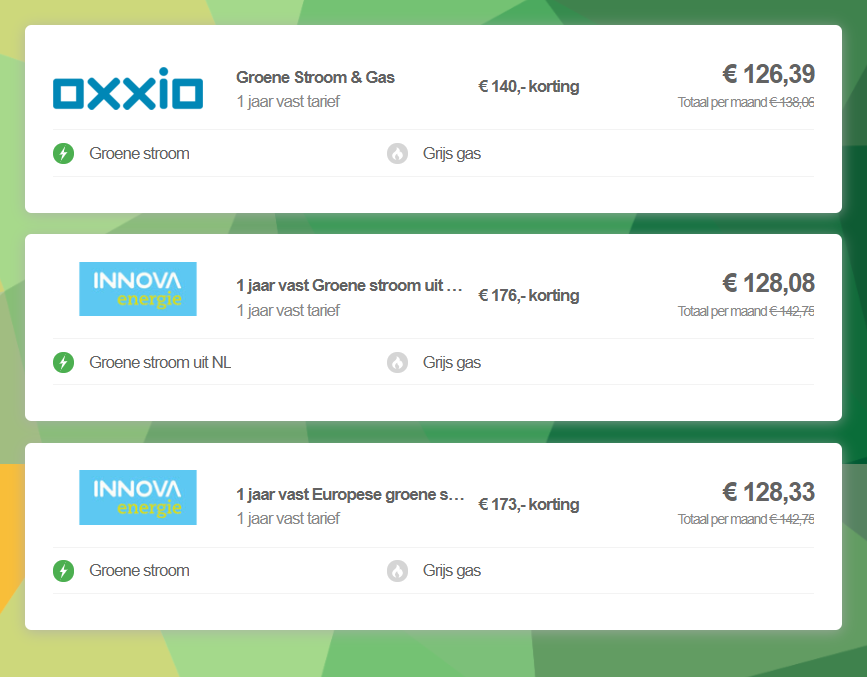 oxxio
Groene Stroom & Gas
1 jaar vast tarief
€ 140,- korting
€ 126,39
Totaal per maand € 138,06
Groene stroom
Grijs gas
INNOVA
energie
1 jaar vast Groene stroom uit …
1 jaar vast tarief
€ 176,- korting
€ 128,08
Totaal per maand € 142,75
Groene stroom uit NL
Grijs gas
INNOVA
energie
1 jaar vast Europese groene s…
1 jaar vast tarief
€ 173,- korting
€ 128,33
Totaal per maand € 142,75
Groene stroom
Grijs gas